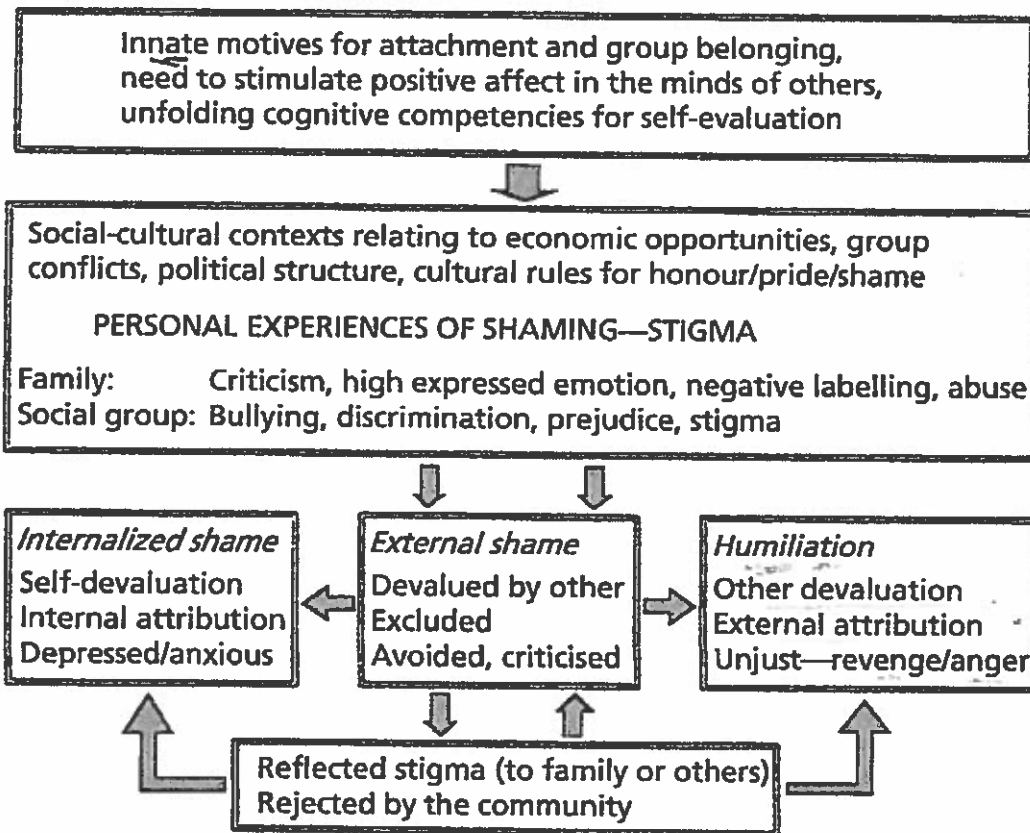 Innate motives for attachment and group belonging,
need to stimulate positive affect in the minds of others,
unfolding cognitive competencies for self-evaluation
Social-cultural contexts relating to economic opportunities, group
conflicts, political structure, cultural rules for honour/pride/shame
PERSONAL EXPERIENCES OF SHAMING—STIGMA
Family: Criticism, high expressed emotion, negative labelling, abuse
Social group: Bullying, discrimination, prejudice, stigma
Internalized shame
Self-devaluation
Internal attribution
Depressed/anxious
External shame
Devalued by other
Excluded
Avoided, criticised
Humiliation
Other devaluation
External attribution
Unjust—revenge/anger
Reflected stigma (to family or others)
Rejected by the community